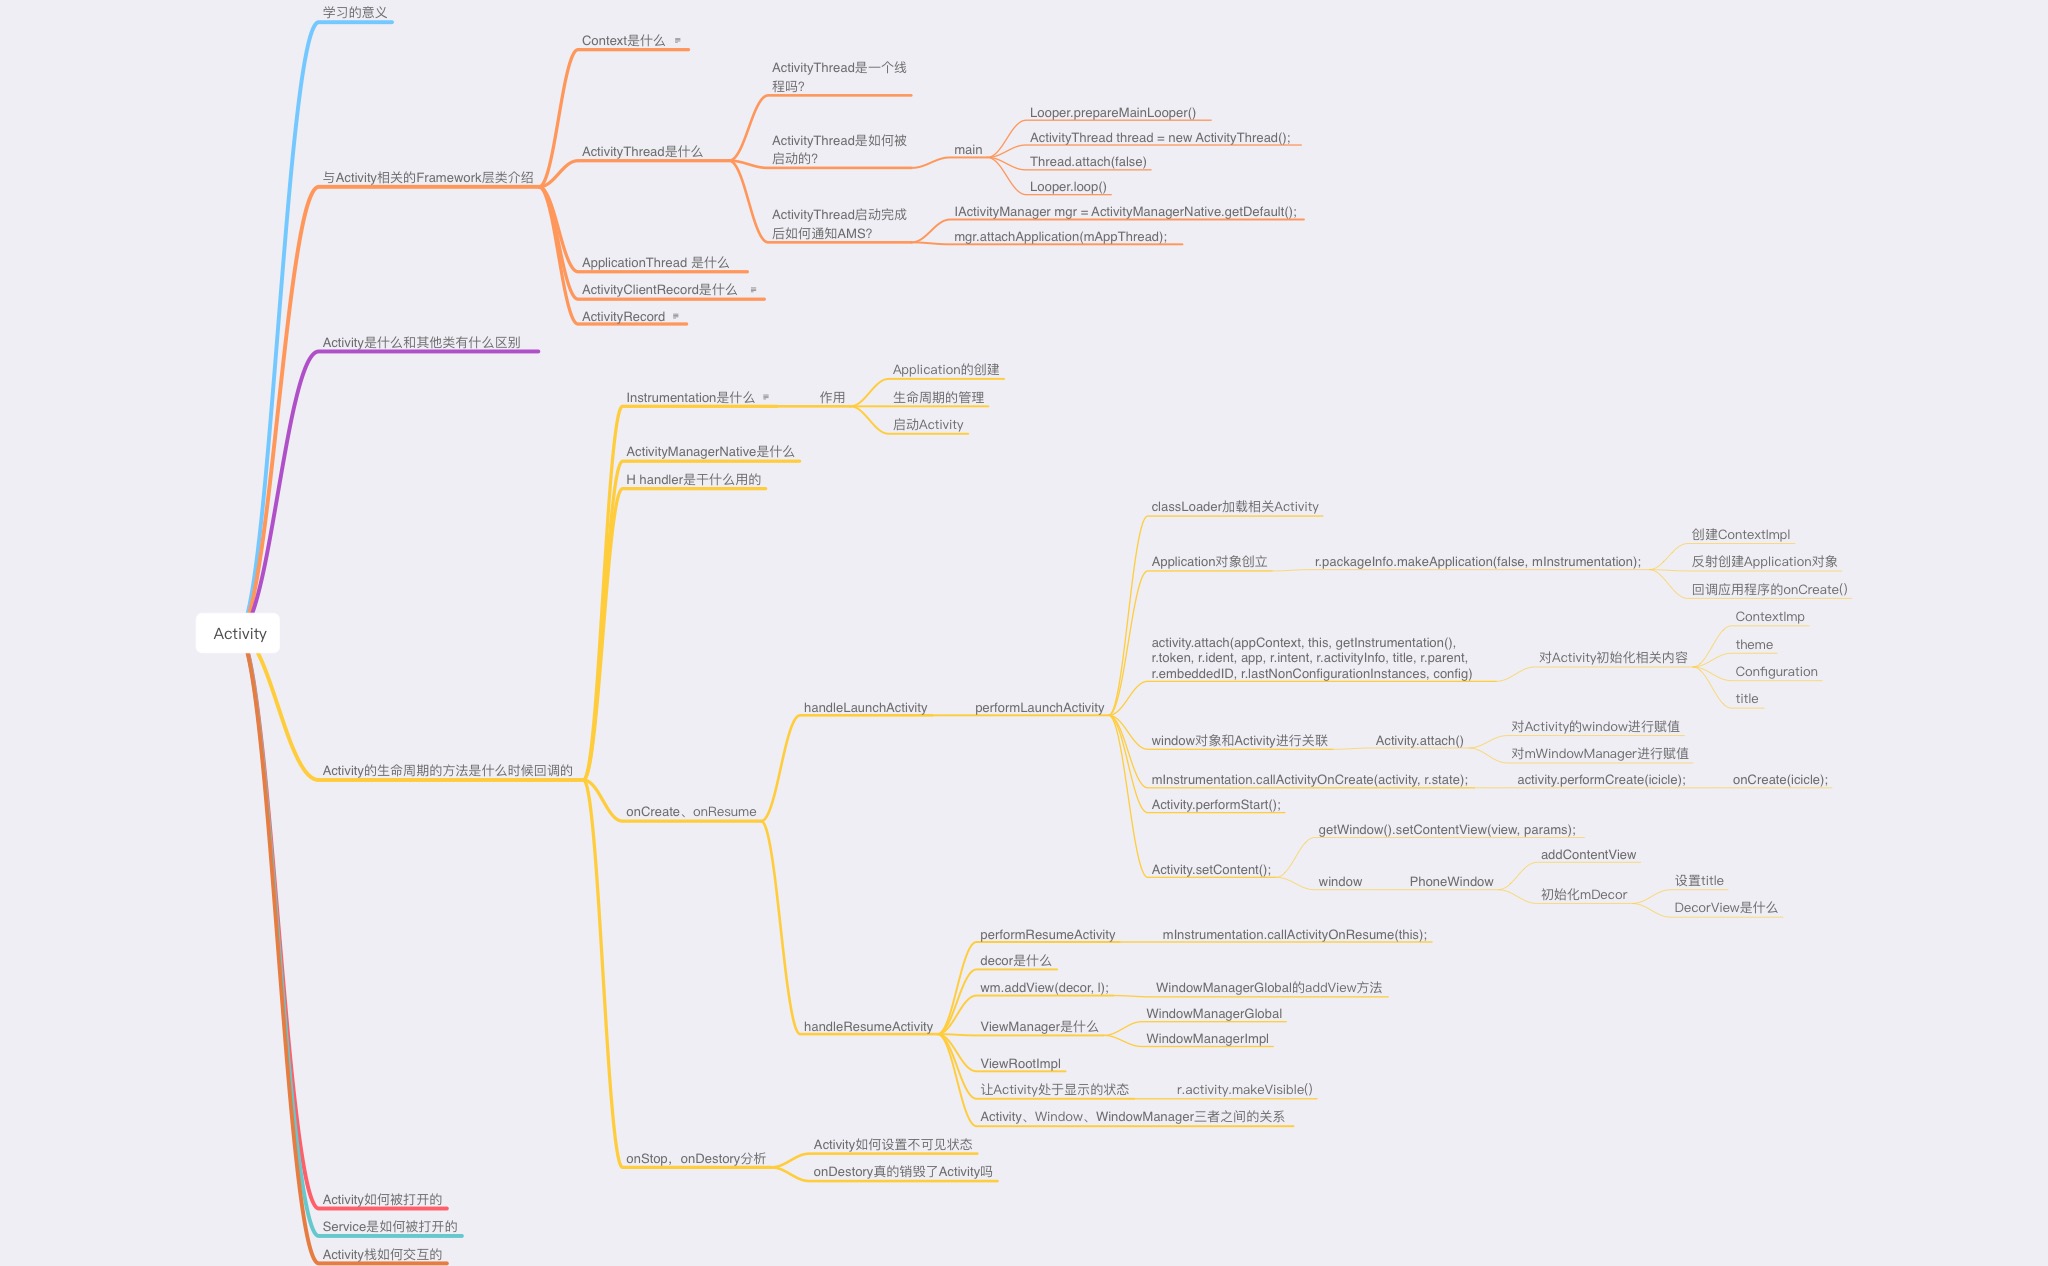 学习的意义
Context是什么
ActivityThread是一个线
程吗?
Looper.prepareMainLooper()
ActivityThread是如何被
启动的?
main
ActivityThread thread = new ActivityThread();
ActivityThread是什么
Thread.attach(false)
Looper.loop()
与Activity相关的Framework层类介绍
ActivityThread启动完成
后如何通知AMS?
IActivityManager mgr = ActivityManagerNative.getDefault();
mgr.attachApplication(mAppThread);
ApplicationThread 是什么
ActivityClientRecord是什么
ActivityRecord
Activity是什么和其他类有什么区别
Application的创建
Instrumentation是什么
作用
生命周期的管理
启动Activity
ActivityManagerNative是什么
H handler是干什么用的
classLoader加载相关Activity
创建ContextImpl
Application对象创立
r.packageInfo.makeApplication(false, mInstrumentation);
反射创建Application对象
回调应用程序的onCreate()
ContextImp
activity.attach(appContext, this, getInstrumentation(),
r.token, r.ident, app, r.intent, r.activityInfo, title, r.parent,
r.embeddedID, r.lastNonConfigurationInstances, config)
对Activity初始化相关内容
theme
Configuration
title
Activity
handleLaunchActivity
performLaunchActivity
对Activity的window进行赋值
window对象和Activity进行关联
Activity.attach()
对mWindowManager进行赋值
Activity的生命周期的方法是什么时候回调的
mInstrumentation.callActivityOnCreate(activity, r.state);
activity.performCreate(icicle);
onCreate(icicle);
Activity.performStart();
onCreate、onResume
getWindow().setContentView(view, params);
Activity.setContent();
addContentView
window
PhoneWindow
设置title
初始化mDecor
DecorView是什么
performResumeActivity
mInstrumentation.callActivityOnResume(this);
decor是什么
wm.addView(decor, l);
WindowManagerGlobal的addView方法
handleResumeActivity
ViewManager是什么
WindowManagerGlobal
WindowManagerImpl
ViewRootImpl
让Activity处于显示的状态
r.activity.makeVisible()
Activity、Window、WindowManager三者之间的关系
onStop，onDestory分析
Activity如何设置不可见状态
onDestory真的销毁了Activity吗
Activity如何被打开的
Service是如何被打开的
Activity栈如何交互的